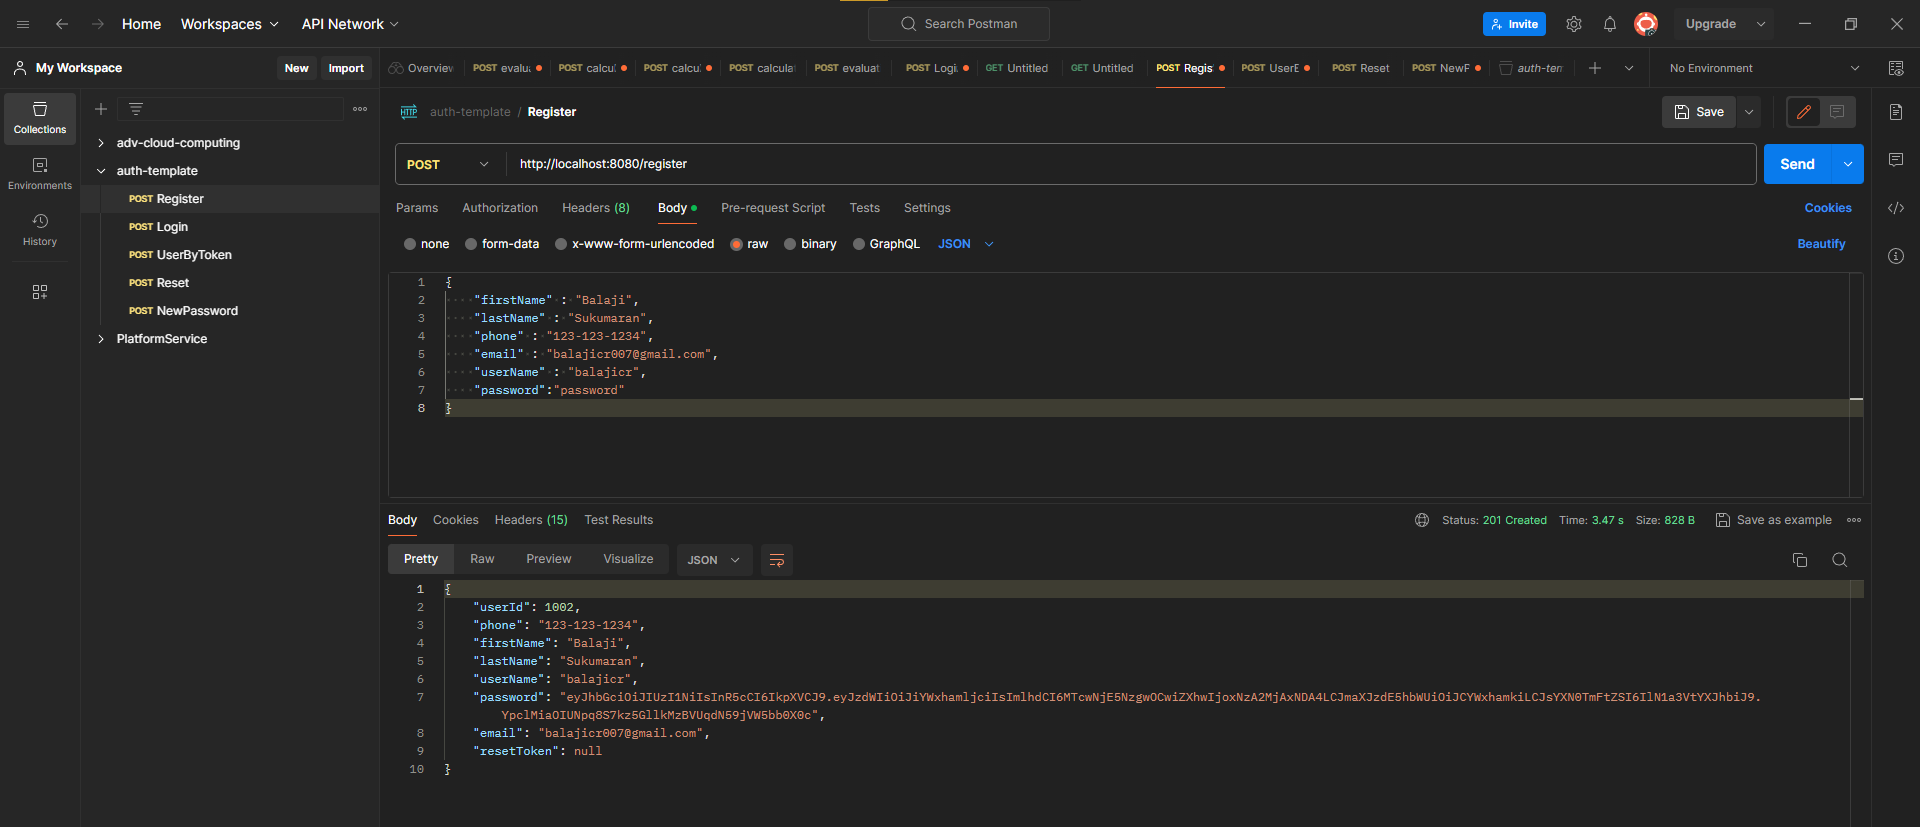 Home Workspaces API Network Search Postman Invite Upgrade
My Workspace New Import Overview POST evalu POST calcu POST calcu POST calcula POST evaluat POST Logi GET Untitled GET Untitled POST Regis POST UserE POST Reset POST NewF auth-tem No Environment
Collections
Environments
History
adv-cloud-computing
auth-template
POST Register
POST Login
POST UserByToken
POST Reset
POST NewPassword
PlatformService
HTTP auth-template / Register Save
POST http://localhost:8080/register Send
Params Authorization Headers (8) Body Pre-request Script Tests Settings Cookies
none form-data x-www-form-urlencoded raw binary GraphQL JSON Beautify
1 {
2 "firstName" : "Balaji",
3 "lastName" : "Sukumaran",
4 "phone" : "123-123-1234",
5 "email" : "balajicr007@gmail.com",
6 "userName" : "balajicr",
7 "password":"password"
8 }
Body Cookies Headers (15) Test Results Status: 201 Created Time: 3.47 s Size: 828 B Save as example
Pretty Raw Preview Visualize JSON
1 {
2 "userId": 1002,
3 "phone": "123-123-1234",
4 "firstName": "Balaji",
5 "lastName": "Sukumaran",
6 "userName": "balajicr",
7 "password": "eyJhbGciOiJIUzI1NiIsInR5cCI6IkpXVCJ9.eyJzdWIiOiJiYWxhamljciIsImlhdCI6MTcwNjE5NzgwOCwiZXhwIjoxNzA2MjAxNDA4LCJmaXJzdE5hbWUiOiJCYWxhamkiLCJsYXN0TmFtZSI6IlN1a3VtYXJhbiJ9.
YpclMiaOIUNpq8S7kz5GllkMzBVUqdN59jVW5bb0X0c",
8 "email": "balajicr007@gmail.com",
9 "resetToken": null
10 }